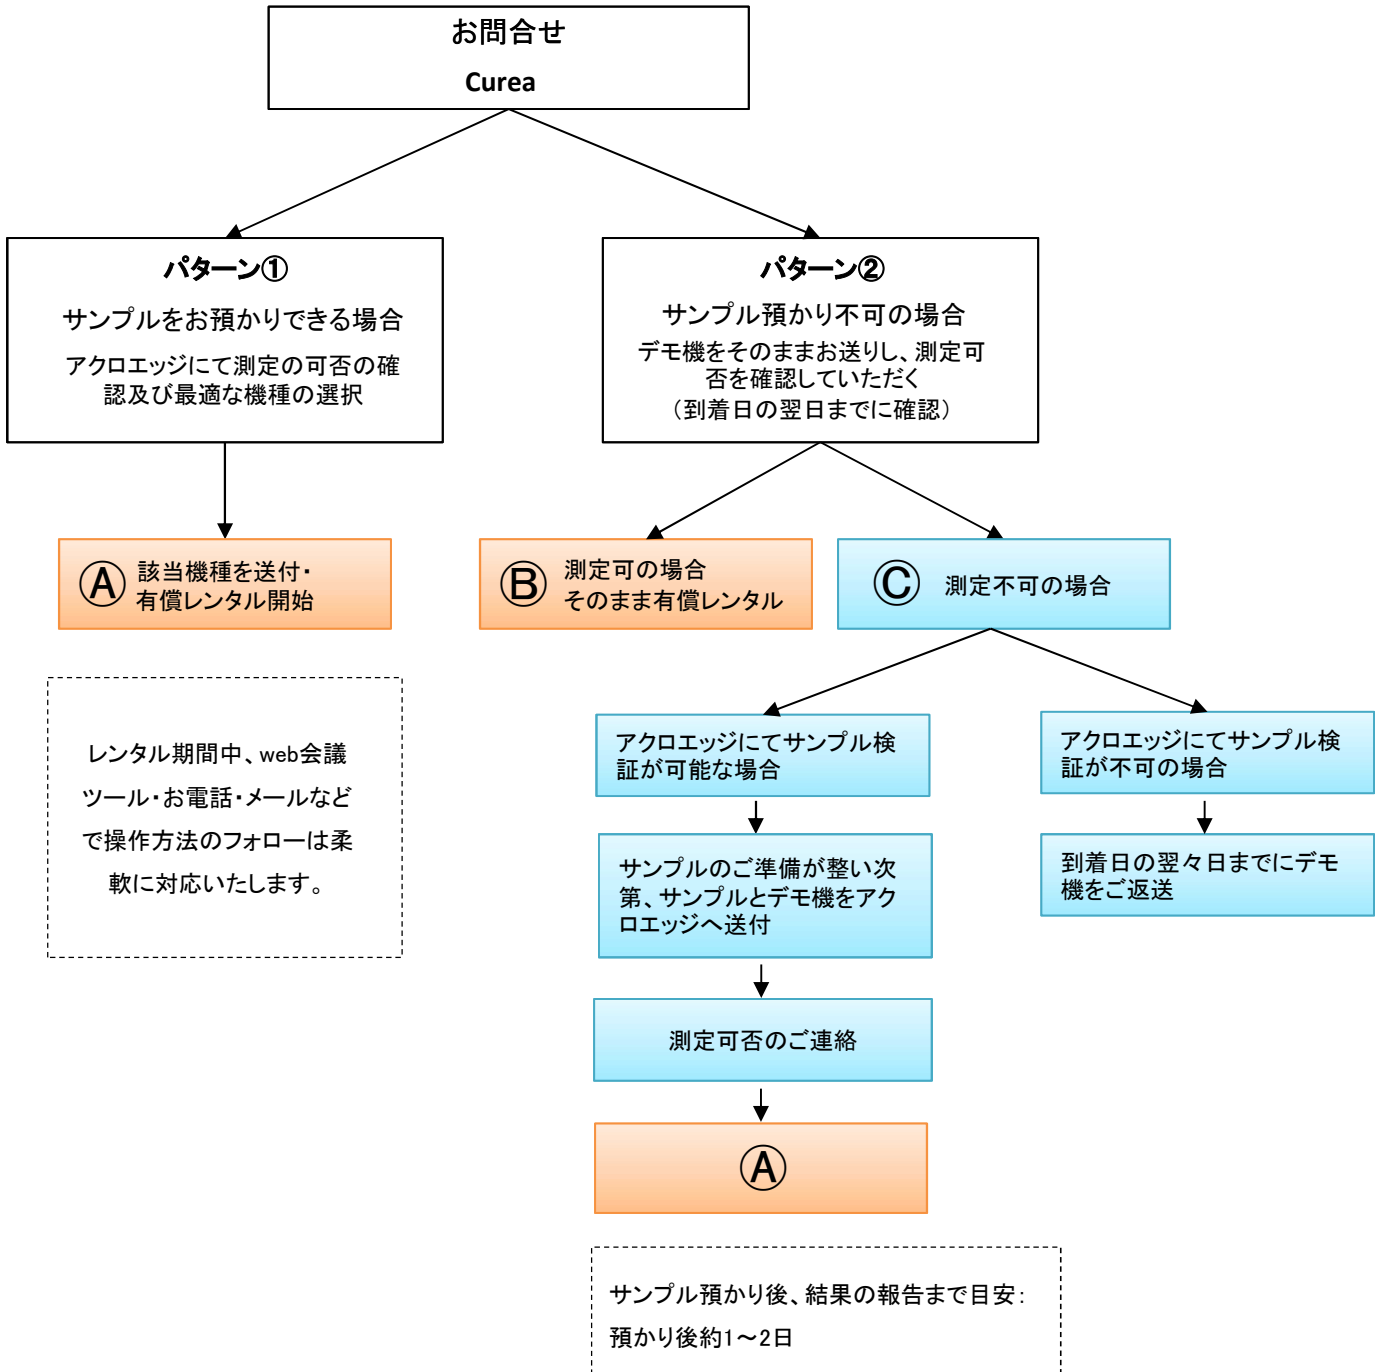 お問合せ
Curea
パターン①
サンプルをお預かりできる場合
アクロエッジにて測定の可否の確
認及び最適な機種の選択
パターン②
サンプル預かり不可の場合
デモ機をそのままお送りし、測定可
否を確認していただく
（到着日の翌日までに確認）
Ⓐ 該当機種を送付・
有償レンタル開始
Ⓑ 測定可の場合
そのまま有償レンタル
Ⓒ 測定不可の場合
レンタル期間中、web会議
ツール・お電話・メールなど
で操作方法のフォローは柔
軟に対応いたします。
アクロエッジにてサンプル検
証が可能な場合
アクロエッジにてサンプル検
証が不可の場合
サンプルのご準備が整い次
第、サンプルとデモ機をアク
ロエッジへ送付
到着日の翌々日までにデモ
機をご返送
測定可否のご連絡
Ⓐ
サンプル預かり後、結果の報告まで目安：
預かり後約1～2日